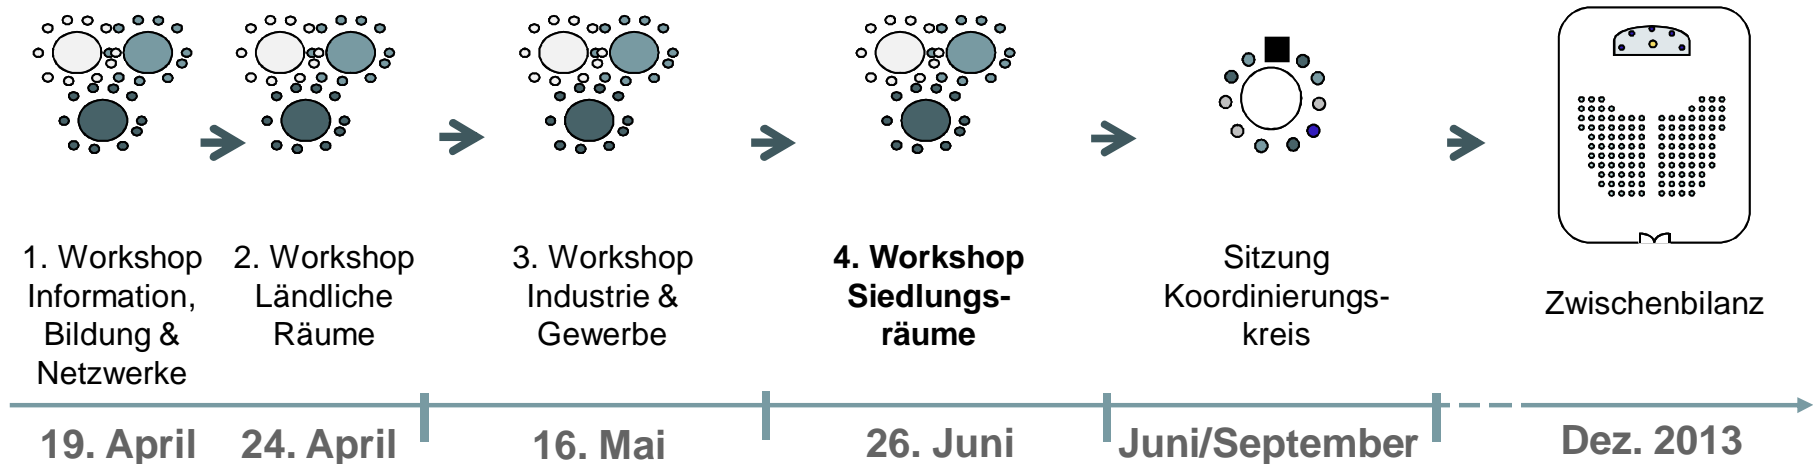 1. Workshop
Information,
Bildung &
Netzwerke
2. Workshop
Ländliche
Räume
3. Workshop
Industrie &
Gewerbe
4. Workshop
Siedlungs-
räume
Sitzung
Koordinierungs-
kreis
Zwischenbilanz
19. April
24. April
16. Mai
26. Juni
Juni/September
Dez. 2013